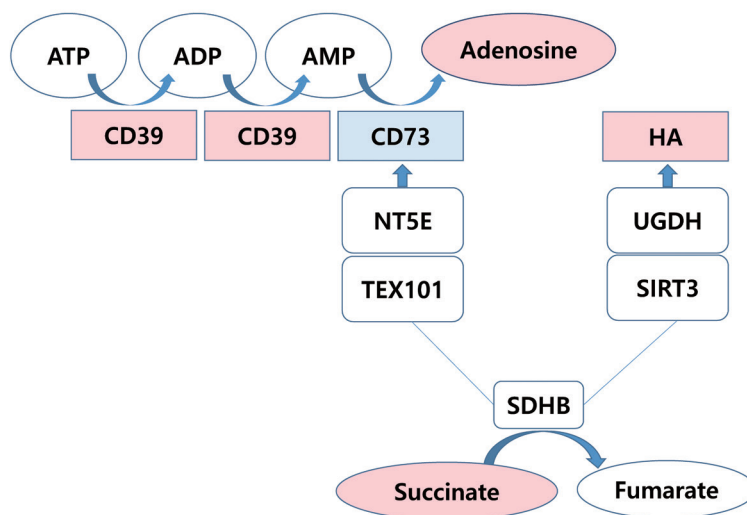 ATP
ADP
AMP
Adenosine
CD39
CD39
CD73
HA
NT5E
UGDH
TEX101
SIRT3
SDHB
Succinate
Fumarate